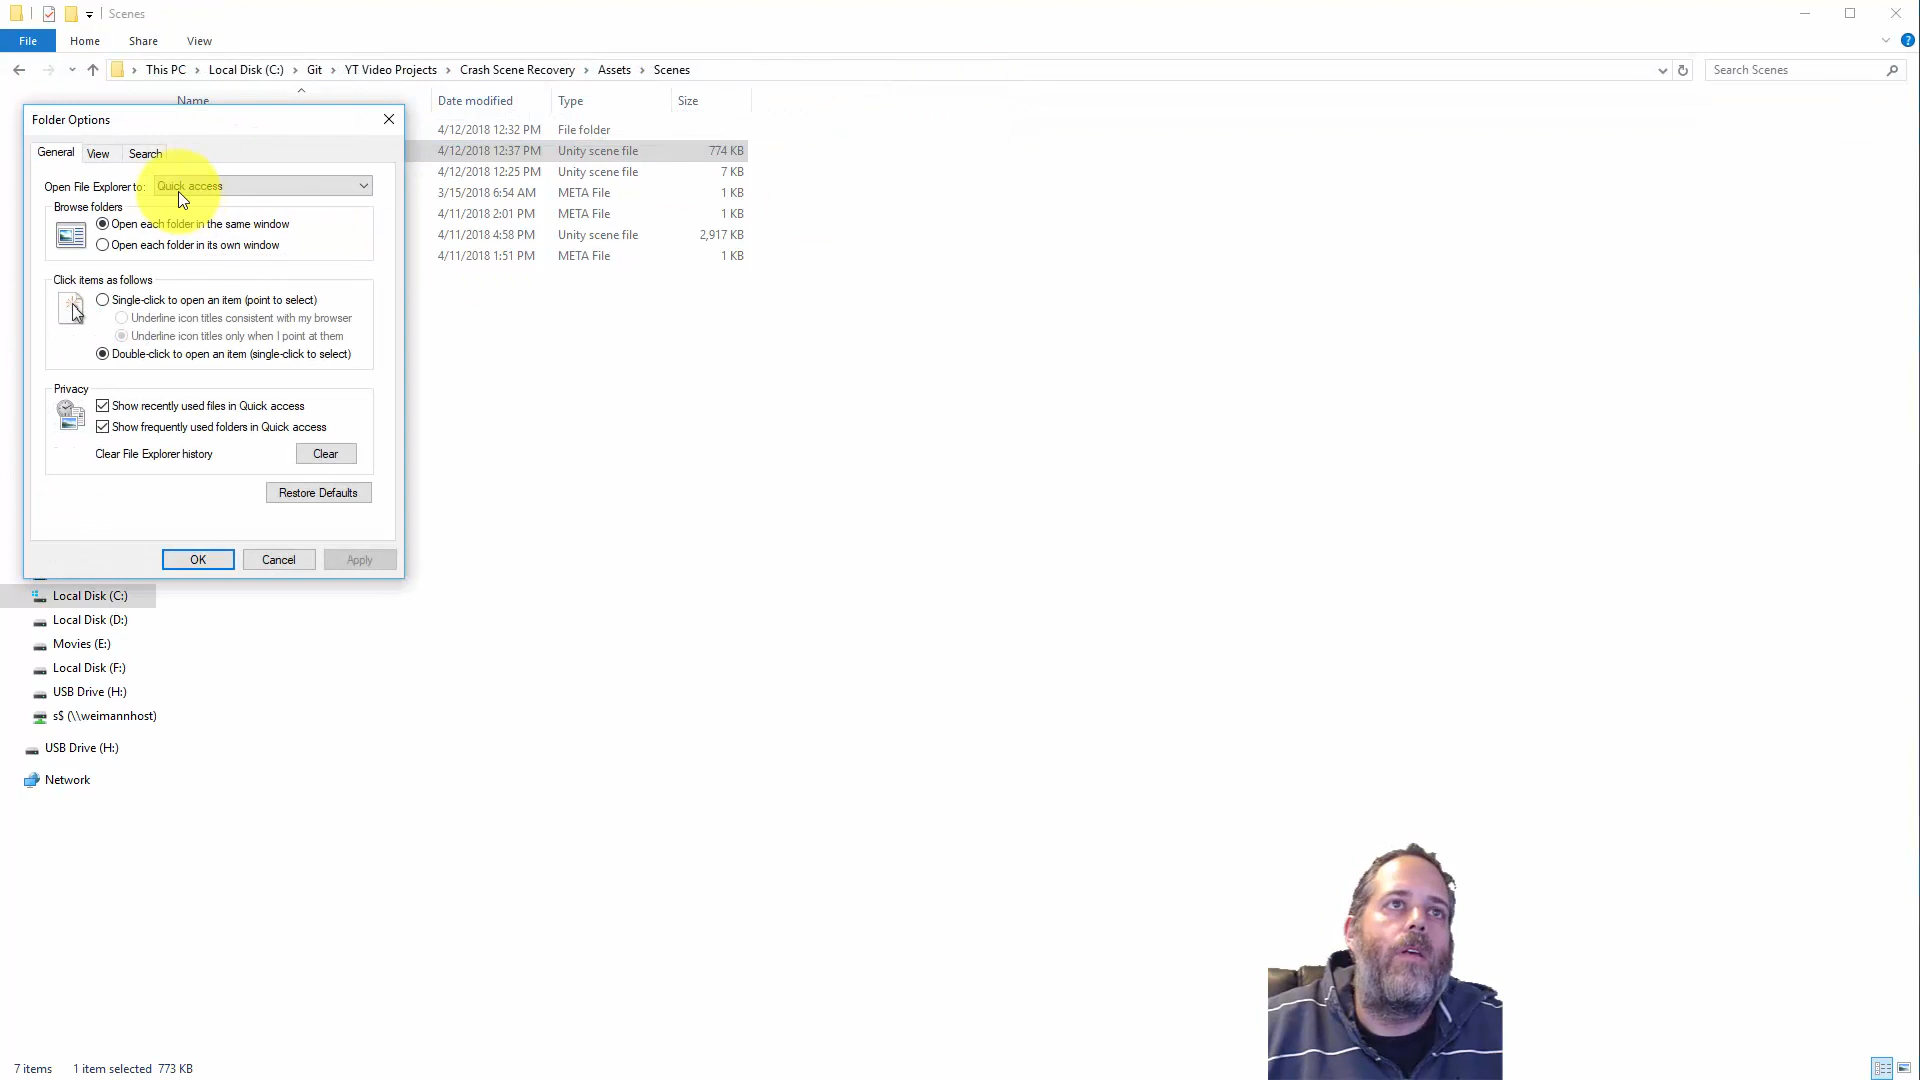 Scenes
File Home Share View
This PC Local Disk (C:) Git YT Video Projects Crash Scene Recovery Assets Scenes
Search Scenes
Name Date modified Type Size
Folder Options
4/12/2018 12:32 PM File folder
General View Search
4/12/2018 12:37 PM Unity scene file 774 KB
4/12/2018 12:25 PM Unity scene file 7 KB
Open File Explorer to: Quick access
3/15/2018 6:54 AM META File 1 KB
Browse folders
4/11/2018 2:01 PM META File 1 KB
Open each folder in the same window
4/11/2018 4:58 PM Unity scene file 2,917 KB
Open each folder in its own window
4/11/2018 1:51 PM META File 1 KB
Click items as follows
Single-click to open an item (point to select)
Underline icon titles consistent with my browser
Underline icon titles only when I point at them
Double-click to open an item (single-click to select)
Privacy
Show recently used files in Quick access
Show frequently used folders in Quick access
Clear File Explorer history Clear
Restore Defaults
OK Cancel Apply
Local Disk (C:)
Local Disk (D:)
Movies (E:)
Local Disk (F:)
USB Drive (H:)
s$ (\\weimannhost)
USB Drive (H:)
Network
7 items 1 item selected 773 KB